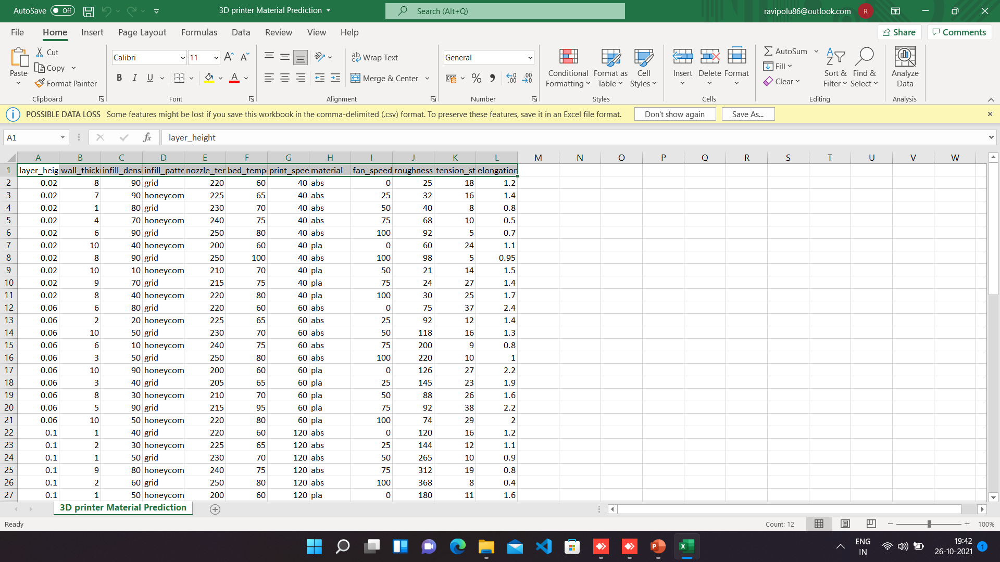 AutoSave Off 3D printer Material Prediction Search (Alt+Q) ravipolu86@outlook.com R
File Home Insert Page Layout Formulas Data Review View Help Share Comments
Paste Cut Copy Format Painter Clipboard
Calibri 11 B I U A A A Font
Wrap Text Merge & Center Alignment
General % Number
Conditional Formatting Format as Table Cell Styles Styles
Insert Delete Format Cells
AutoSum Fill Clear Sort & Filter Find & Select Editing
Analyze Data Analysis
POSSIBLE DATA LOSS Some features might be lost if you save this workbook in the comma-delimited (.csv) format. To preserve these features, save it in an Excel file format. Don't show again Save As...
A1 fx layer_height
A B C D E F G H I J K L M N O P Q R S T U V W
1 layer_heig wall_thick infill_densi infill_patte nozzle_ter bed_temp print_spee material fan_speed roughness tension_st elongation
2 0.02 8 90 grid 220 60 40 abs 0 25 18 1.2
3 0.02 7 90 honeycom 225 65 40 abs 25 32 16 1.4
4 0.02 1 80 grid 230 70 40 abs 50 40 8 0.8
5 0.02 4 70 honeycom 240 75 40 abs 75 68 10 0.5
6 0.02 6 90 grid 250 80 40 abs 100 92 5 0.7
7 0.02 10 40 honeycom 200 60 40 pla 0 60 24 1.1
8 0.02 8 90 grid 250 100 40 abs 100 98 5 0.95
9 0.02 10 10 honeycom 210 70 40 pla 50 21 14 1.5
10 0.02 9 70 grid 215 75 40 pla 75 24 27 1.4
11 0.02 8 40 honeycom 220 80 40 pla 100 30 25 1.7
12 0.06 6 80 grid 220 60 60 abs 0 75 37 2.4
13 0.06 2 20 honeycom 225 65 60 abs 25 92 12 1.4
14 0.06 10 50 grid 230 70 60 abs 50 118 16 1.3
15 0.06 6 10 honeycom 240 75 60 abs 75 200 9 0.8
16 0.06 3 50 grid 250 80 60 abs 100 220 10 1
17 0.06 10 90 honeycom 200 60 60 pla 0 126 27 2.2
18 0.06 3 40 grid 205 65 60 pla 25 145 23 1.9
19 0.06 8 30 honeycom 210 70 60 pla 50 88 26 1.6
20 0.06 5 90 grid 215 95 60 pla 75 92 38 2.2
21 0.06 10 50 honeycom 220 80 60 pla 100 74 29 2
22 0.1 1 40 grid 220 60 120 abs 0 120 16 1.2
23 0.1 2 30 honeycom 225 65 120 abs 25 144 12 1.1
24 0.1 1 50 grid 230 70 120 abs 50 265 10 0.9
25 0.1 9 80 honeycom 240 75 120 abs 75 312 19 0.8
26 0.1 2 60 grid 250 80 120 abs 100 368 8 0.4
27 0.1 1 50 honeycom 200 60 120 pla 0 180 11 1.6
3D printer Material Prediction
Ready Count: 12 100%
ENG IN 19:42 26-10-2021 1